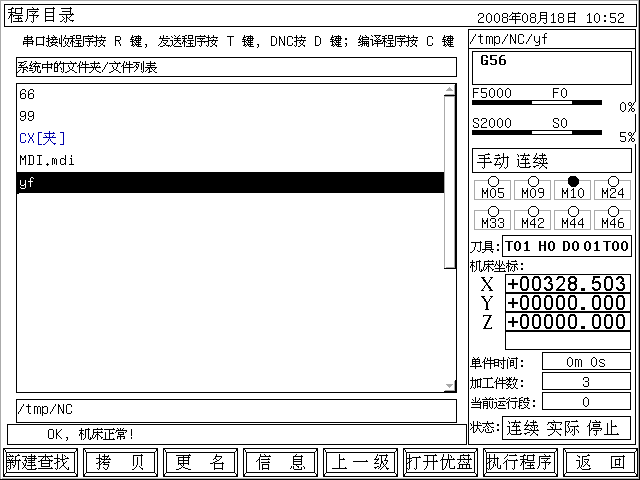 程序目录
2008年08月18日 10:52
串口接收程序按 R 键, 发送程序按 T 键, DNC按 D 键; 编译程序按 C 键
/tmp/NC/yf
系统中的文件夹/文件列表
G56
66
99
CX[夹]
MDI.mdi
yf
F5000 F0
0%
S2000 S0
5%
手动 连续
M05 M09 M10 M24
M33 M42 M44 M46
刀具: T01 H0 D0 01T00
机床坐标:
X +00328.503
Y +00000.000
Z +00000.000
单件时间: 0m 0s
加工件数: 3
当前运行段: 0
状态: 连续 实际 停止
/tmp/NC
OK, 机床正常!
新建查找 拷 贝 更 名 信 息 上一级 打开优盘 执行程序 返 回